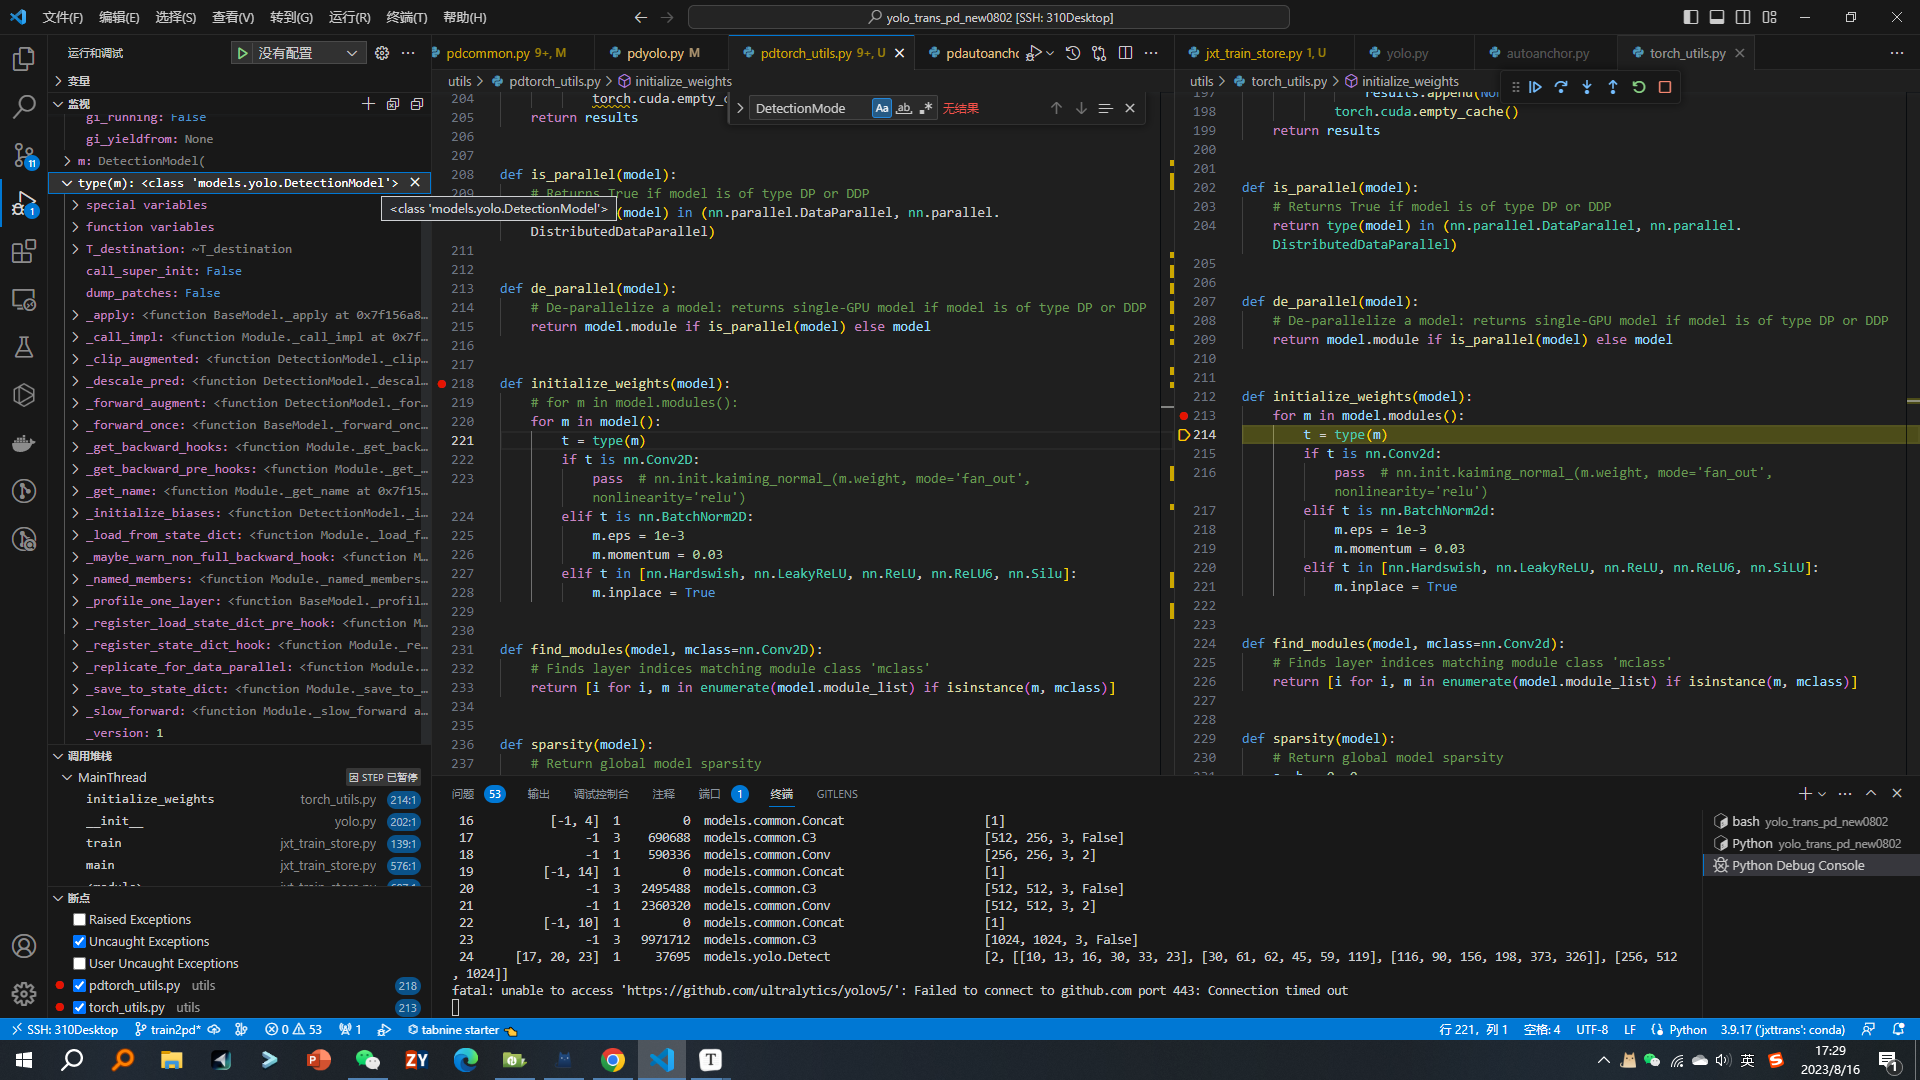 文件(F) 编辑(E) 选择(S) 查看(V) 转到(G) 运行(R) 终端(T) 帮助(H)
yolo_trans_pd_new0802 [SSH: 310Desktop]
运行和调试
没有配置
变量
监视
gi_running: False
gi_yieldfrom: None
m: DetectionModel(
type(m): <class 'models.yolo.DetectionModel'>
<class 'models.yolo.DetectionModel'>
special variables
function variables
T_destination: ~T_destination
call_super_init: False
dump_patches: False
_apply: <function BaseModel._apply at 0x7f156a8…
_call_impl: <function Module._call_impl at 0x7f…
_clip_augmented: <function DetectionModel._clip…
_descale_pred: <function DetectionModel._descal…
_forward_augment: <function DetectionModel._for…
_forward_once: <function BaseModel._forward_onc…
_get_backward_hooks: <function Module._get_back…
_get_backward_pre_hooks: <function Module._get_…
_get_name: <function Module._get_name at 0x7f15…
_initialize_biases: <function DetectionModel._i…
_load_from_state_dict: <function Module._load_f…
_maybe_warn_non_full_backward_hook: <function M…
_named_members: <function Module._named_members…
_profile_one_layer: <function BaseModel._profil…
_register_load_state_dict_pre_hook: <function M…
_register_state_dict_hook: <function Module._re…
_replicate_for_data_parallel: <function Module.…
_save_to_state_dict: <function Module._save_to_…
_slow_forward: <function Module._slow_forward a…
_version: 1
调用堆栈
MainThread 因 STEP 已暂停
initialize_weights torch_utils.py 214:1
__init__ yolo.py 202:1
train jxt_train_store.py 139:1
main jxt_train_store.py 576:1
断点
Raised Exceptions
Uncaught Exceptions
User Uncaught Exceptions
pdtorch_utils.py utils 218
torch_utils.py utils 213
pdcommon.py 9+, M
pdyolo.py M
pdtorch_utils.py 9+, U
pdautoanchc
utils > pdtorch_utils.py > initialize_weights
DetectionMode Aa ab 无结果
204 torch.cuda.empty_c
205 return results
206
207
208 def is_parallel(model):
209 # Returns True if model is of type DP or DDP
(model) in (nn.parallel.DataParallel, nn.parallel.
DistributedDataParallel)
211
212
213 def de_parallel(model):
214 # De-parallelize a model: returns single-GPU model if model is of type DP or DDP
215 return model.module if is_parallel(model) else model
216
217
218 def initialize_weights(model):
219 # for m in model.modules():
220 for m in model():
221 t = type(m)
222 if t is nn.Conv2D:
223 pass # nn.init.kaiming_normal_(m.weight, mode='fan_out',
nonlinearity='relu')
224 elif t is nn.BatchNorm2D:
225 m.eps = 1e-3
226 m.momentum = 0.03
227 elif t in [nn.Hardswish, nn.LeakyReLU, nn.ReLU, nn.ReLU6, nn.Silu]:
228 m.inplace = True
229
230
231 def find_modules(model, mclass=nn.Conv2D):
232 # Finds layer indices matching module class 'mclass'
233 return [i for i, m in enumerate(model.module_list) if isinstance(m, mclass)]
234
235
236 def sparsity(model):
237 # Return global model sparsity
jxt_train_store.py 1, U
yolo.py
autoanchor.py
torch_utils.py
utils > torch_utils.py > initialize_weights
198 torch.cuda.empty_cache()
199 return results
200
201
202 def is_parallel(model):
203 # Returns True if model is of type DP or DDP
204 return type(model) in (nn.parallel.DataParallel, nn.parallel.
DistributedDataParallel)
205
206
207 def de_parallel(model):
208 # De-parallelize a model: returns single-GPU model if model is of type DP or DDP
209 return model.module if is_parallel(model) else model
210
211
212 def initialize_weights(model):
213 for m in model.modules():
214 t = type(m)
215 if t is nn.Conv2d:
216 pass # nn.init.kaiming_normal_(m.weight, mode='fan_out',
nonlinearity='relu')
217 elif t is nn.BatchNorm2d:
218 m.eps = 1e-3
219 m.momentum = 0.03
220 elif t in [nn.Hardswish, nn.LeakyReLU, nn.ReLU, nn.ReLU6, nn.SiLU]:
221 m.inplace = True
222
223
224 def find_modules(model, mclass=nn.Conv2d):
225 # Finds layer indices matching module class 'mclass'
226 return [i for i, m in enumerate(model.module_list) if isinstance(m, mclass)]
227
228
229 def sparsity(model):
230 # Return global model sparsity
问题 53 输出 调试控制台 注释 端口 1 终端 GITLENS
16 [-1, 4] 1 0 models.common.Concat [1]
17 -1 3 690688 models.common.C3 [512, 256, 3, False]
18 -1 1 590336 models.common.Conv [256, 256, 3, 2]
19 [-1, 14] 1 0 models.common.Concat [1]
20 -1 3 2495488 models.common.C3 [512, 512, 3, False]
21 -1 1 2360320 models.common.Conv [512, 512, 3, 2]
22 [-1, 10] 1 0 models.common.Concat [1]
23 -1 3 9971712 models.common.C3 [1024, 1024, 3, False]
24 [17, 20, 23] 1 37695 models.yolo.Detect [2, [[10, 13, 16, 30, 33, 23], [30, 61, 62, 45, 59, 119], [116, 90, 156, 198, 373, 326]], [256, 512
, 1024]]
fatal: unable to access 'https://github.com/ultralytics/yolov5/': Failed to connect to github.com port 443: Connection timed out
bash yolo_trans_pd_new0802
Python yolo_trans_pd_new0802
Python Debug Console
11
1
SSH: 310Desktop train2pd* 0 53 1 tabnine starter
行 221，列 1 空格: 4 UTF-8 LF Python 3.9.17 ('jxttrans': conda)
ZY
T
英
17:29
2023/8/16
1